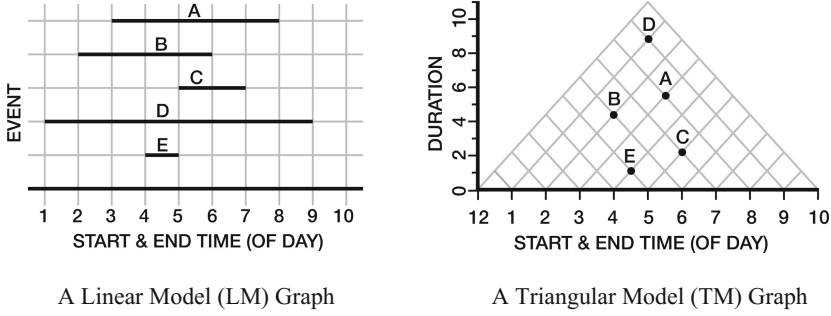 A
B
C
D
E
EVENT
1 2 3 4 5 6 7 8 9 10
START & END TIME (OF DAY)
A Linear Model (LM) Graph
10
8
6
4
2
0
DURATION
D
A
B
C
E
12 1 2 3 4 5 6 7 8 9 10
START & END TIME (OF DAY)
A Triangular Model (TM) Graph